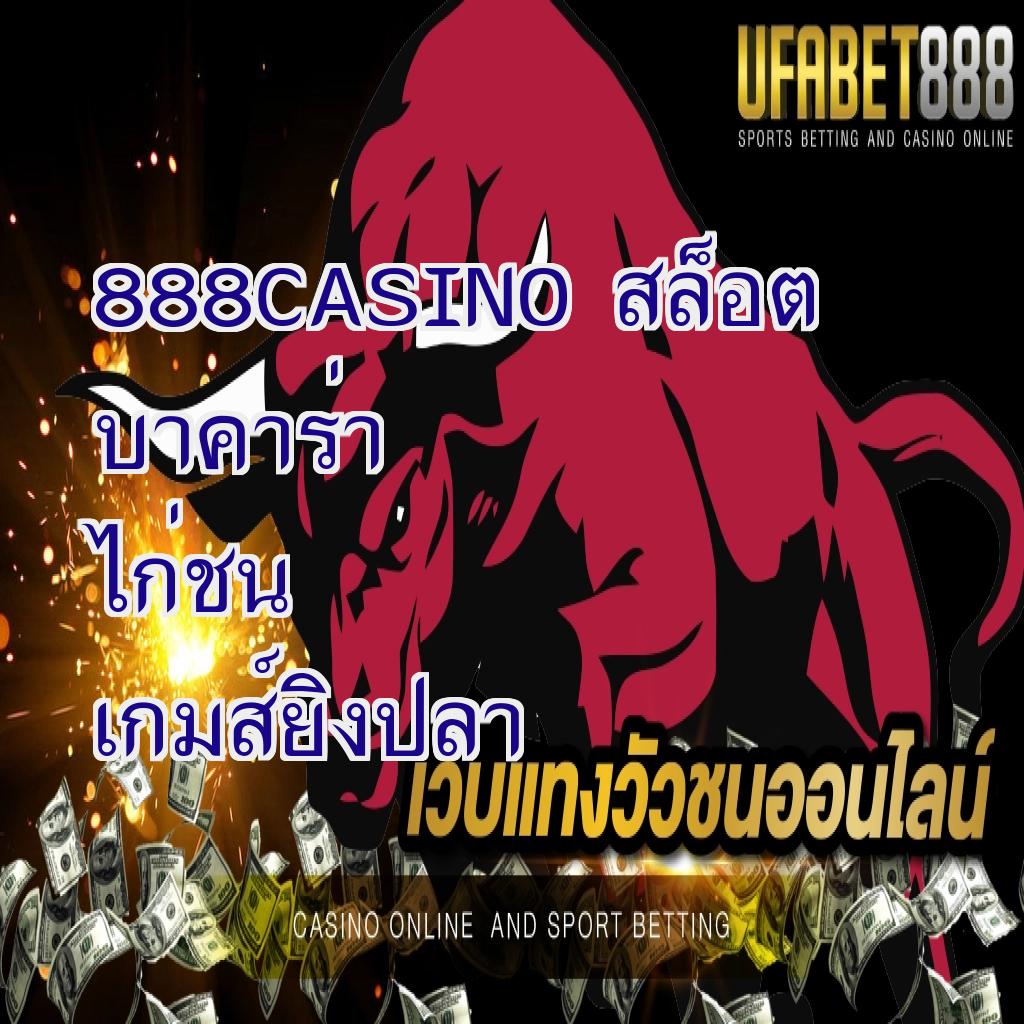 UFABET888
SPORTS BETTING AND CASINO ONLINE
888CASINO สล็อต
บาคาร่า
ไก่ชน
เกมส์ยิงปลา
เว็บแทงวัวชนออนไลน์
CASINO ONLINE AND SPORT BETTING